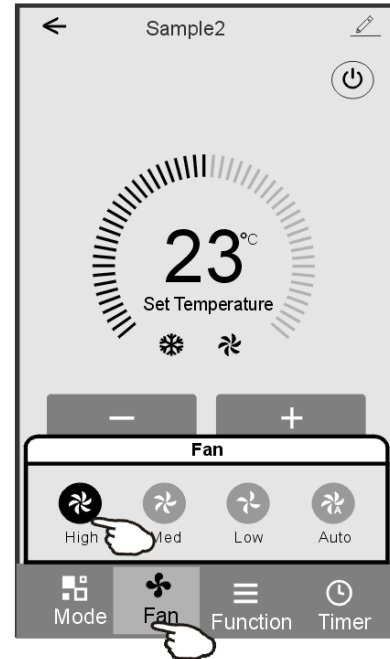 Sample2
23°C
Set Temperature
− +
Fan
High Med Low Auto
A
Mode Fan Function Timer